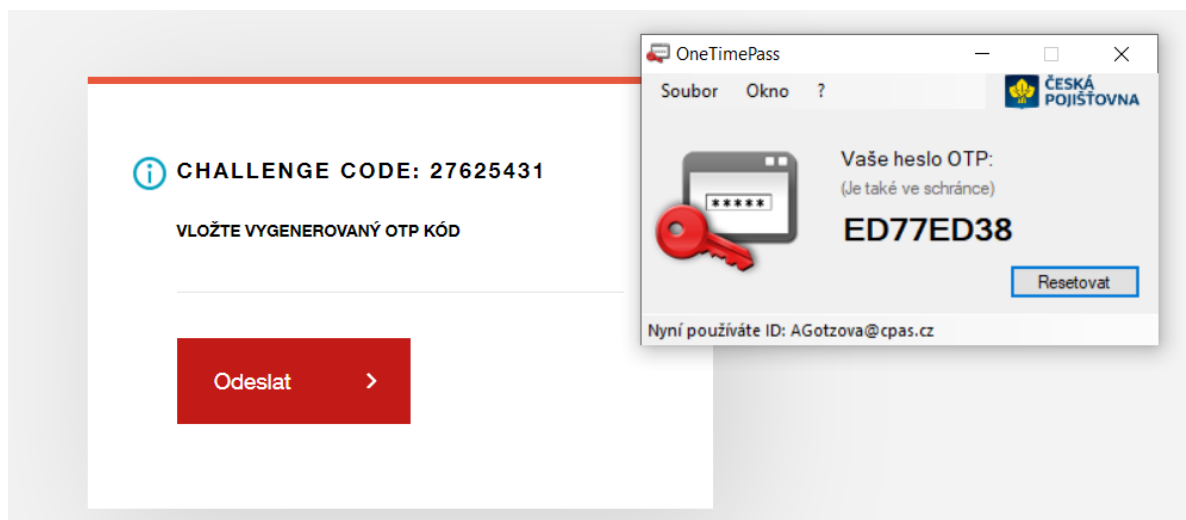 CHALLENGE CODE: 27625431
VLOŽTE VYGENEROVANÝ OTP KÓD
Odeslat
OneTimePass
Soubor Okno ?
ČESKÁ
POJIŠŤOVNA
*****
Vaše heslo OTP:
(Je také ve schránce)
ED77ED38
Resetovat
Nyní používáte ID: AGotzova@cpas.cz